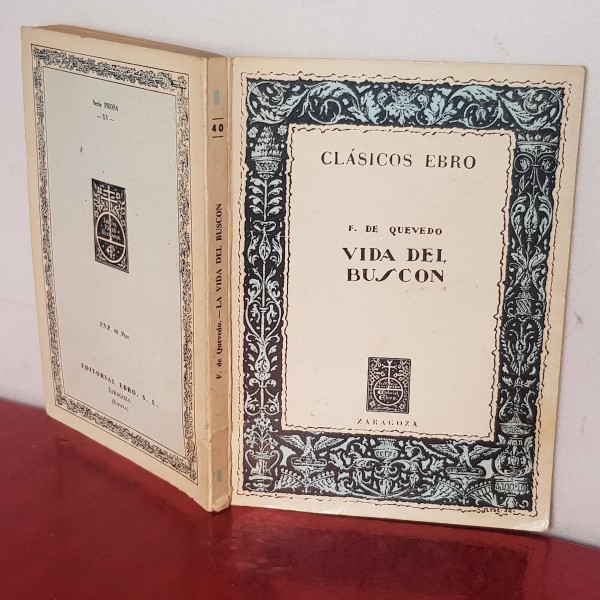 Serie PROSA
— XV —
P.V.P. 90 Ptas
EDITORIAL EBRO, S. L.
ZARAGOZA
(España)
40
F. de Quevedo.—LA VIDA DEL BUSCON
CLÁSICOS EBRO
F. DE QUEVEDO
VIDA DEL
BUSCON
ZARAGOZA